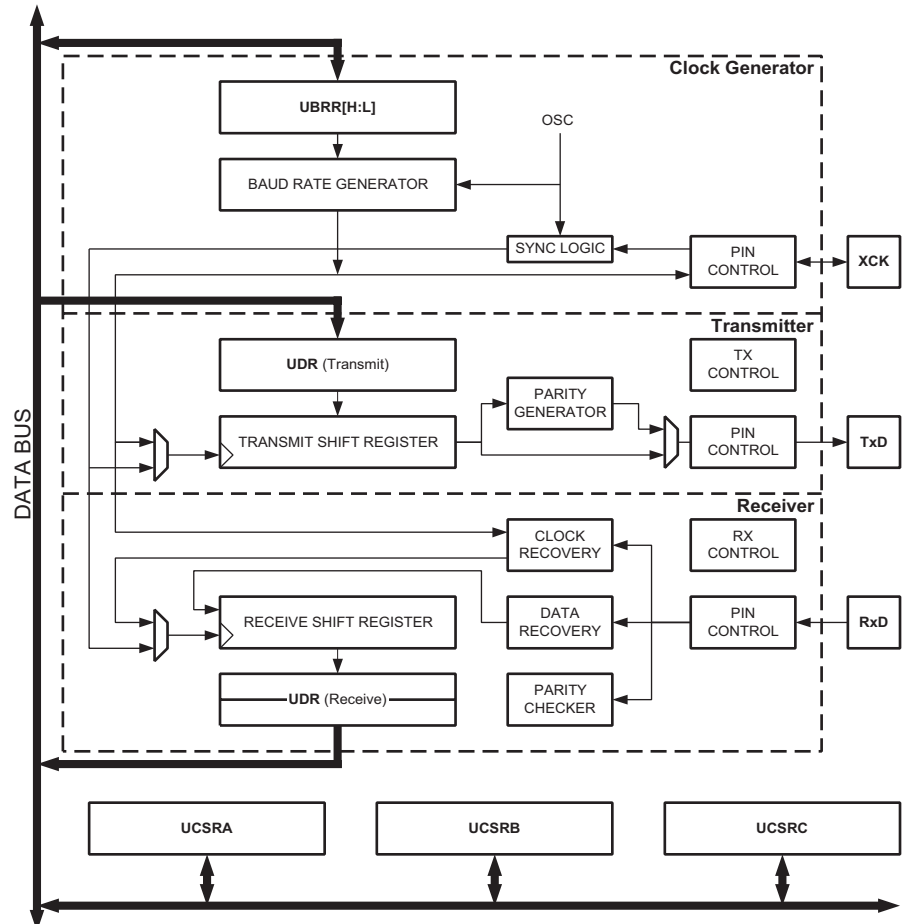 Clock Generator
UBRR[H:L]
OSC
BAUD RATE GENERATOR
SYNC LOGIC
PIN
CONTROL
XCK
Transmitter
UDR (Transmit)
TX
CONTROL
PARITY
GENERATOR
TRANSMIT SHIFT REGISTER
PIN
CONTROL
TxD
DATA BUS
Receiver
CLOCK
RECOVERY
RX
CONTROL
RECEIVE SHIFT REGISTER
DATA
RECOVERY
PIN
CONTROL
RxD
UDR (Receive)
PARITY
CHECKER
UCSRA
UCSRB
UCSRC